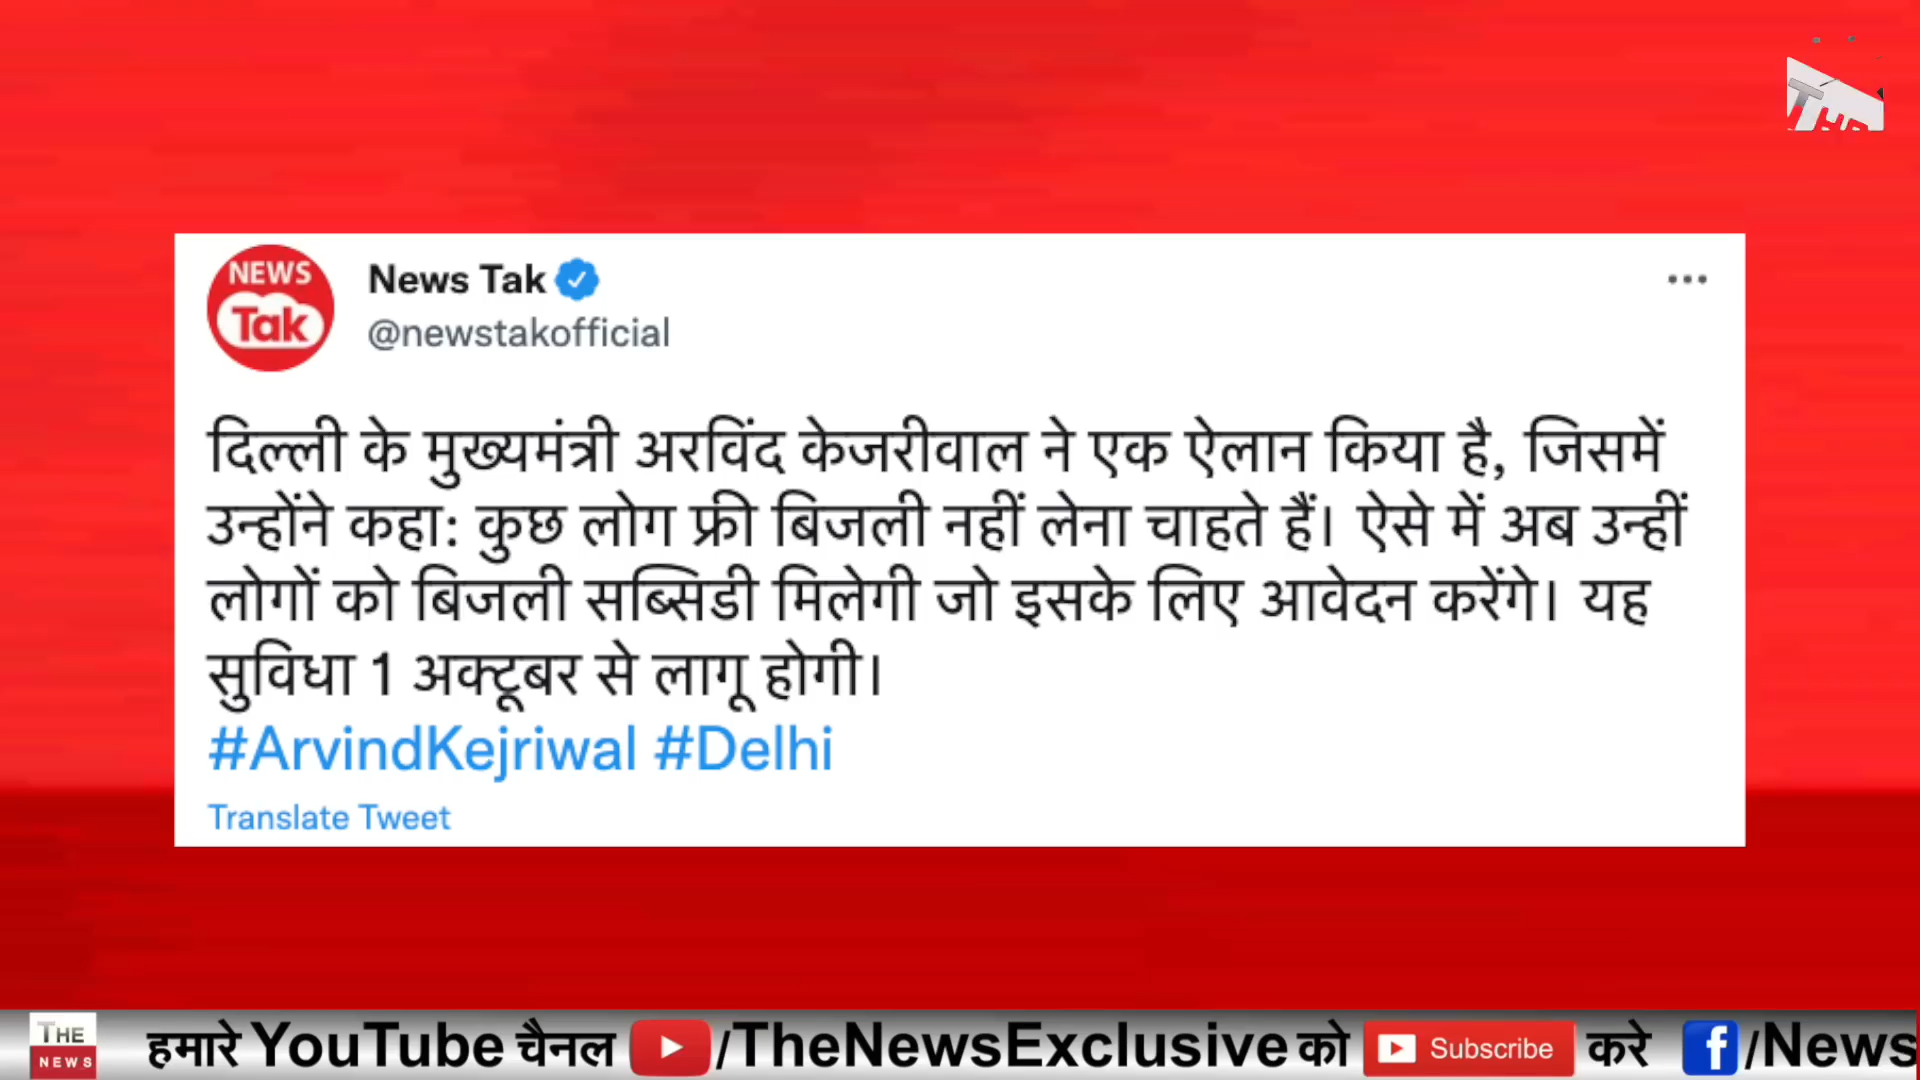 NEWS
Tak
News Tak
@newstakofficial
दिल्ली के मुख्यमंत्री अरविंद केजरीवाल ने एक ऐलान किया है, जिसमें
उन्होंने कहा: कुछ लोग फ्री बिजली नहीं लेना चाहते हैं। ऐसे में अब उन्हीं
लोगों को बिजली सब्सिडी मिलेगी जो इसके लिए आवेदन करेंगे। यह
सुविधा 1 अक्टूबर से लागू होगी।
#ArvindKejriwal #Delhi
Translate Tweet
THE
NEWS
हमारे YouTube चैनल /TheNewsExclusive को Subscribe करे f /News